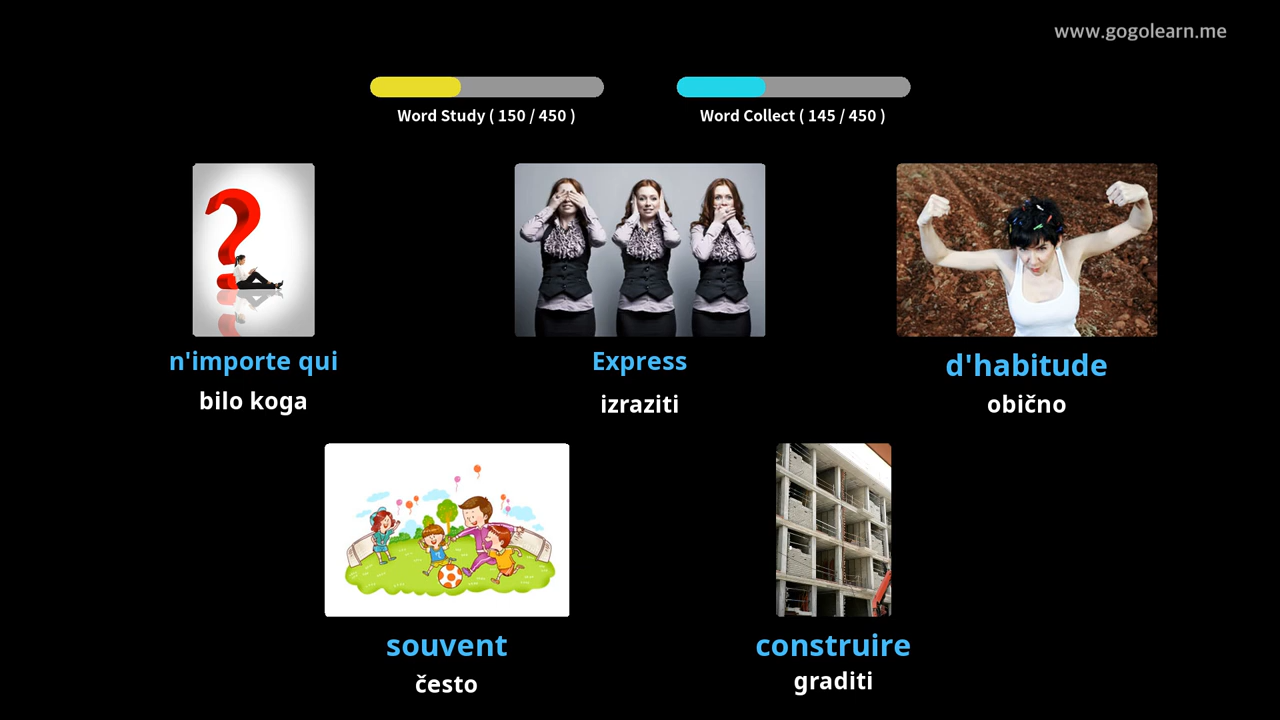 www.gogolearn.me
Word Study ( 150 / 450 )
Word Collect ( 145 / 450 )
n'importe qui
bilo koga
Express
izraziti
d'habitude
obično
souvent
često
construire
graditi